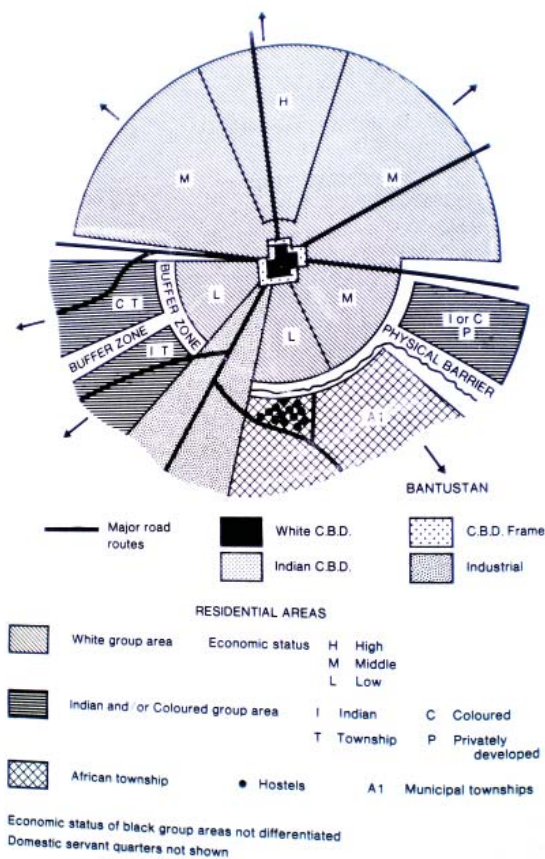 H
M
M
L
M
L
C T
I T
BUFFER ZONE
BUFFER ZONE
I or C
P
PHYSICAL BARRIER
A1
BANTUSTAN
Major road routes
White C.B.D.
C.B.D. Frame
Indian C.B.D.
Industrial
RESIDENTIAL AREAS
White group area
Economic status
H High
M Middle
L Low
Indian and/or Coloured group area
I Indian
C Coloured
T Township
P Privately developed
African township
Hostels
A1 Municipal townships
Economic status of black group areas not differentiated
Domestic servant quarters not shown